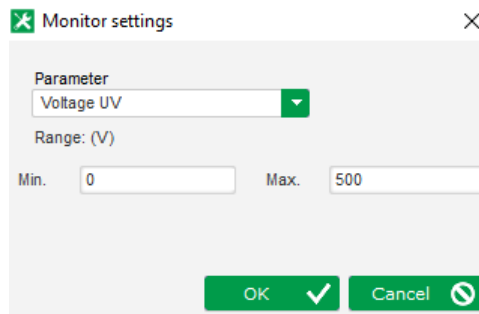 Monitor settings
Parameter
Voltage UV
Range: (V)
Min. 0 Max. 500
OK Cancel